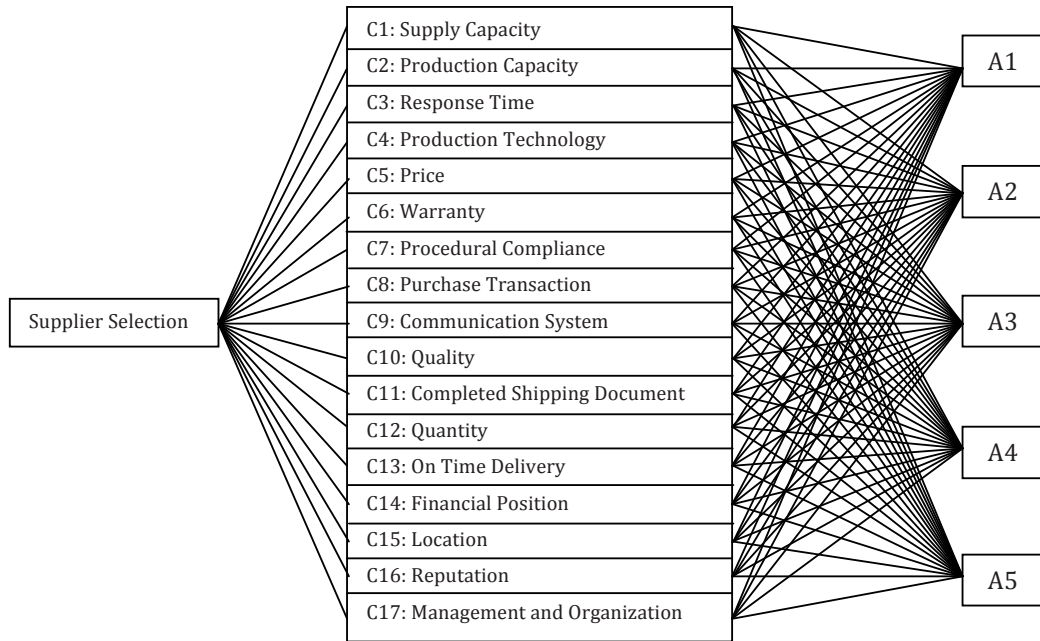 Supplier Selection
C1: Supply Capacity
C2: Production Capacity
C3: Response Time
C4: Production Technology
C5: Price
C6: Warranty
C7: Procedural Compliance
C8: Purchase Transaction
C9: Communication System
C10: Quality
C11: Completed Shipping Document
C12: Quantity
C13: On Time Delivery
C14: Financial Position
C15: Location
C16: Reputation
C17: Management and Organization
A1
A2
A3
A4
A5